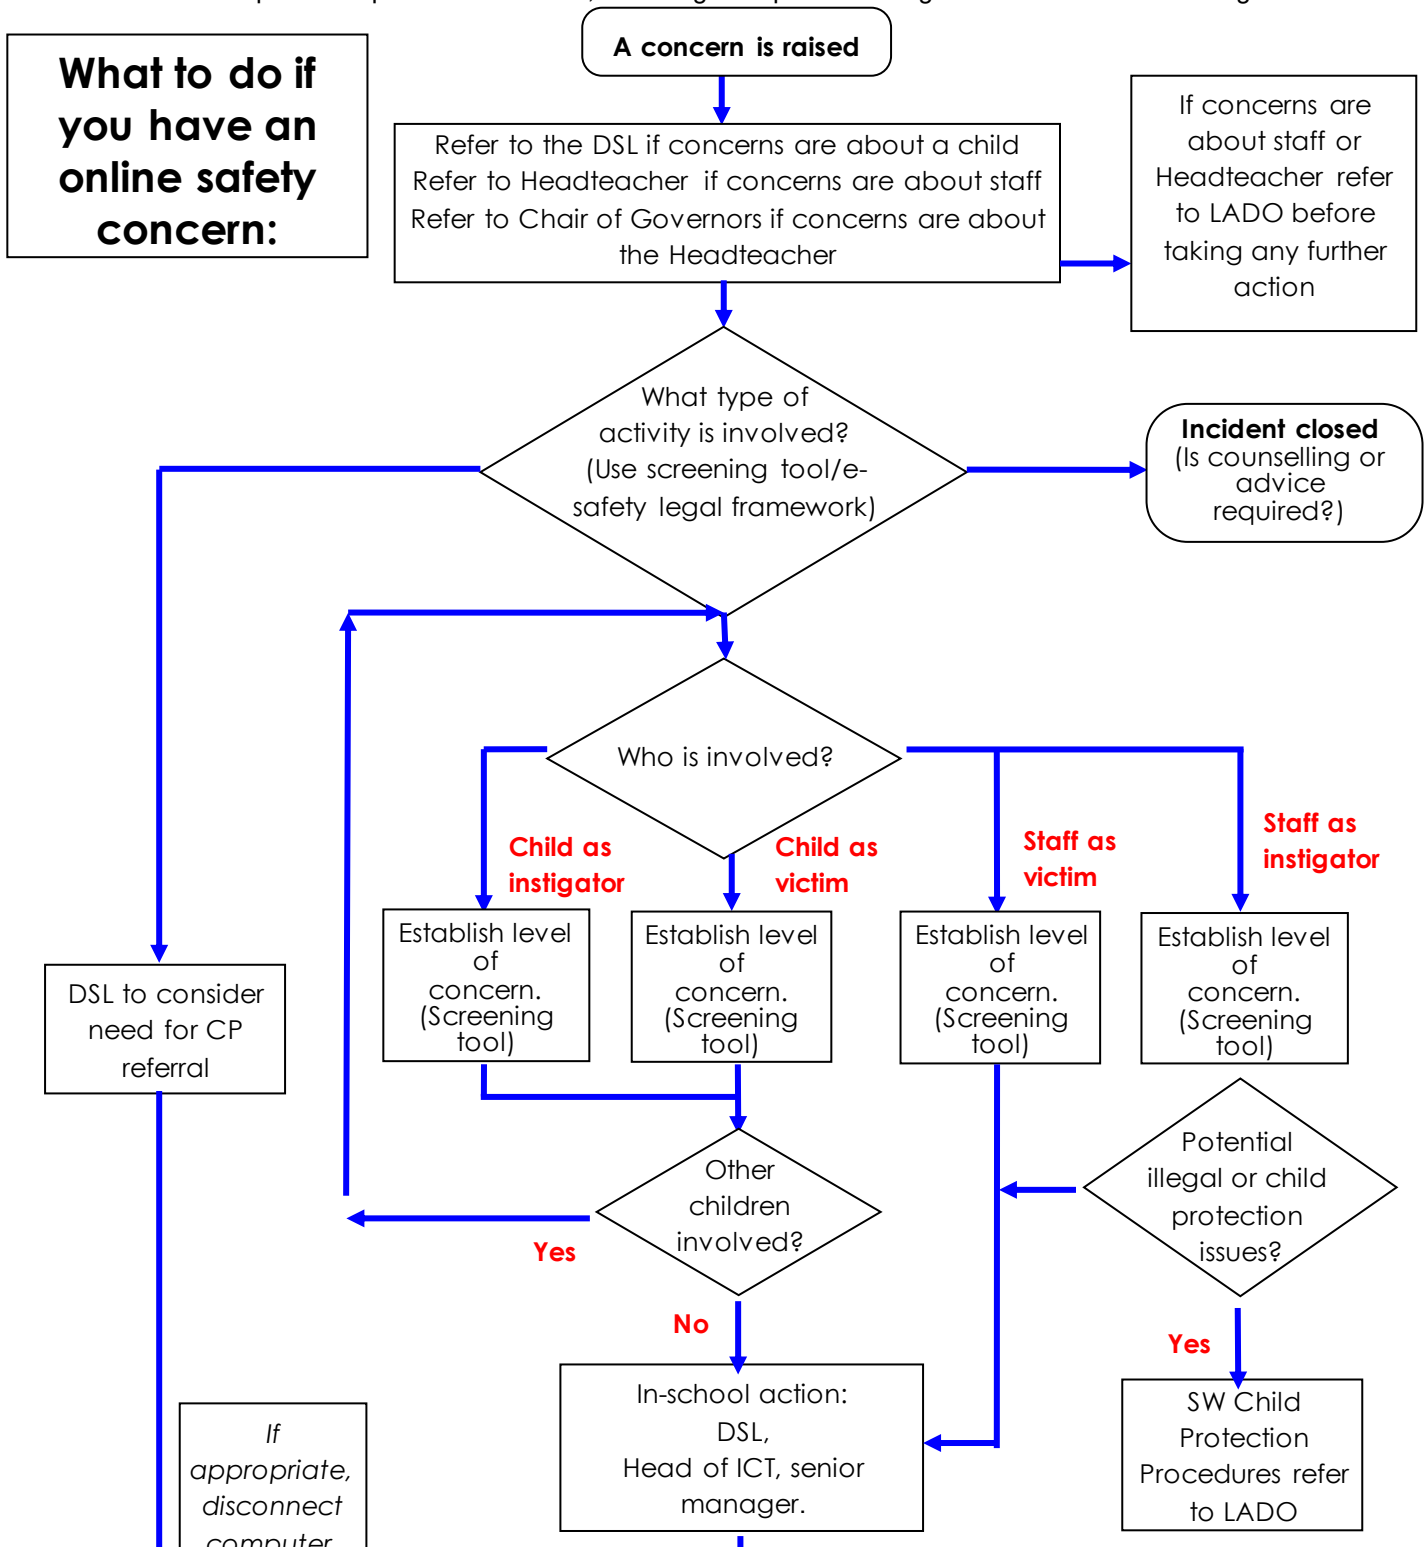 A concern is raised
What to do if
you have an
online safety
concern:
Refer to the DSL if concerns are about a child
Refer to Headteacher if concerns are about staff
Refer to Chair of Governors if concerns are about
the Headteacher
If concerns are
about staff or
Headteacher refer
to LADO before
taking any further
action
What type of
activity is involved?
(Use screening tool/e-
safety legal framework)
Incident closed
(Is counselling or
advice
required?)
Who is involved?
Child as
instigator
Child as
victim
Staff as
victim
Staff as
instigator
Establish level
of
concern.
(Screening
tool)
Establish level
of
concern.
(Screening
tool)
Establish level
of
concern.
(Screening
tool)
Establish level
of
concern.
(Screening
tool)
DSL to consider
need for CP
referral
Other
children
involved?
Yes
No
Potential
illegal or child
protection
issues?
Yes
In-school action:
DSL,
Head of ICT, senior
manager.
SW Child
Protection
Procedures refer
to LADO
If
appropriate,
disconnect
computer